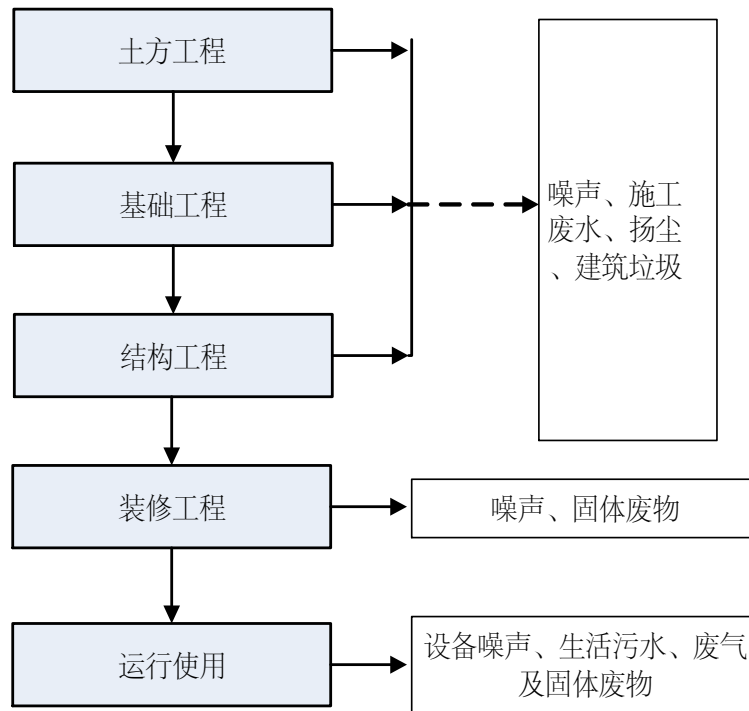 土方工程
基础工程
噪声、施工
废水、扬尘
、建筑垃圾
结构工程
装修工程
噪声、固体废物
运行使用
设备噪声、生活污水、废气
及固体废物